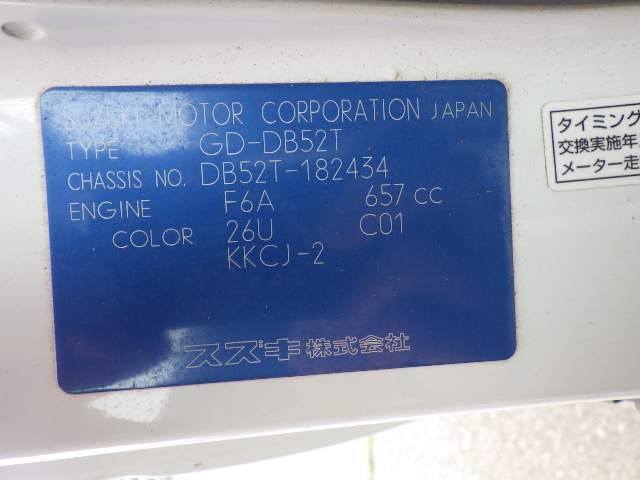 SUZUKI MOTOR CORPORATION JAPAN
TYPE GD-DB52T
CHASSIS NO. DB52T-182434
ENGINE F6A 657 cc
COLOR 26U C01
KKCJ-2
スズキ株式会社
タイミング
交換実施年
メーター走